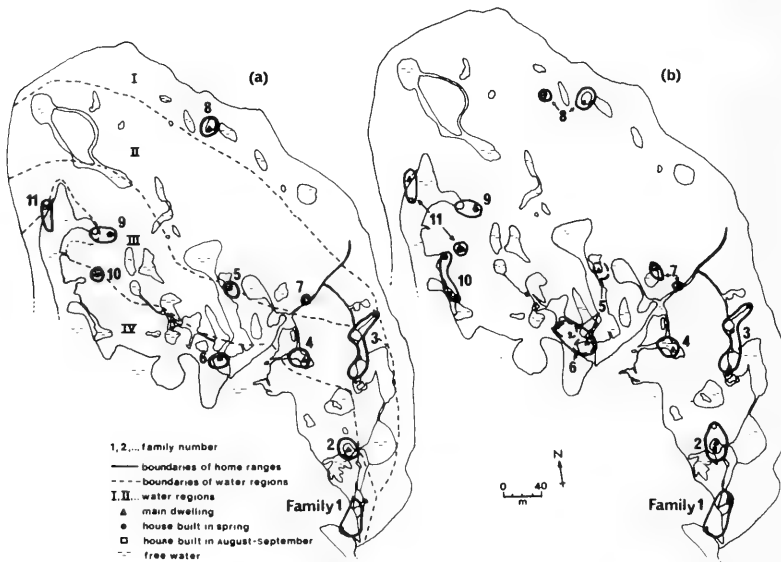 (a)
(b)
I
8
8
II
11
9
9
III
11
10
10
5
7
7
5
IV
6
6
4
4
3
3
2
2
1, 2,... family number
boundaries of home ranges
boundaries of water regions
I, II... water regions
main dwelling
house built in spring
house built in August-September
free water
Family 1
N
0 40
m
Family 1